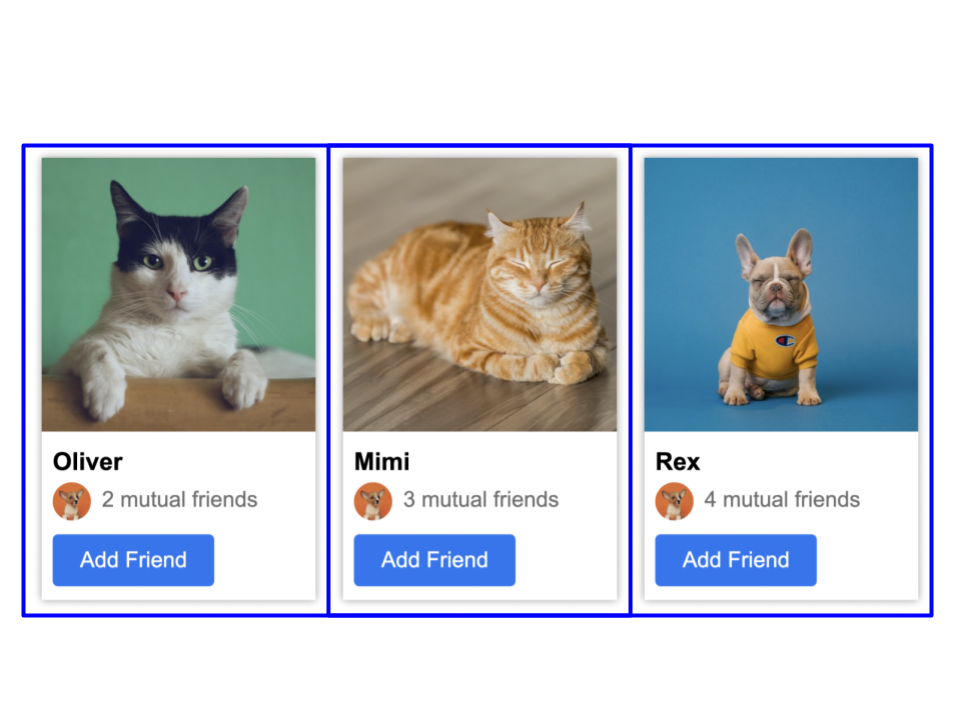 Oliver
2 mutual friends
Add Friend
Mimi
3 mutual friends
Add Friend
Rex
4 mutual friends
Add Friend